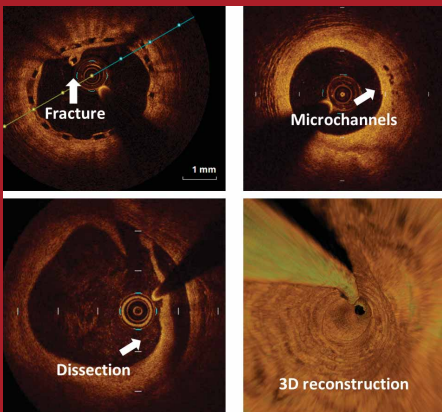 Fracture
1 mm
Microchannels
Dissection
3D reconstruction